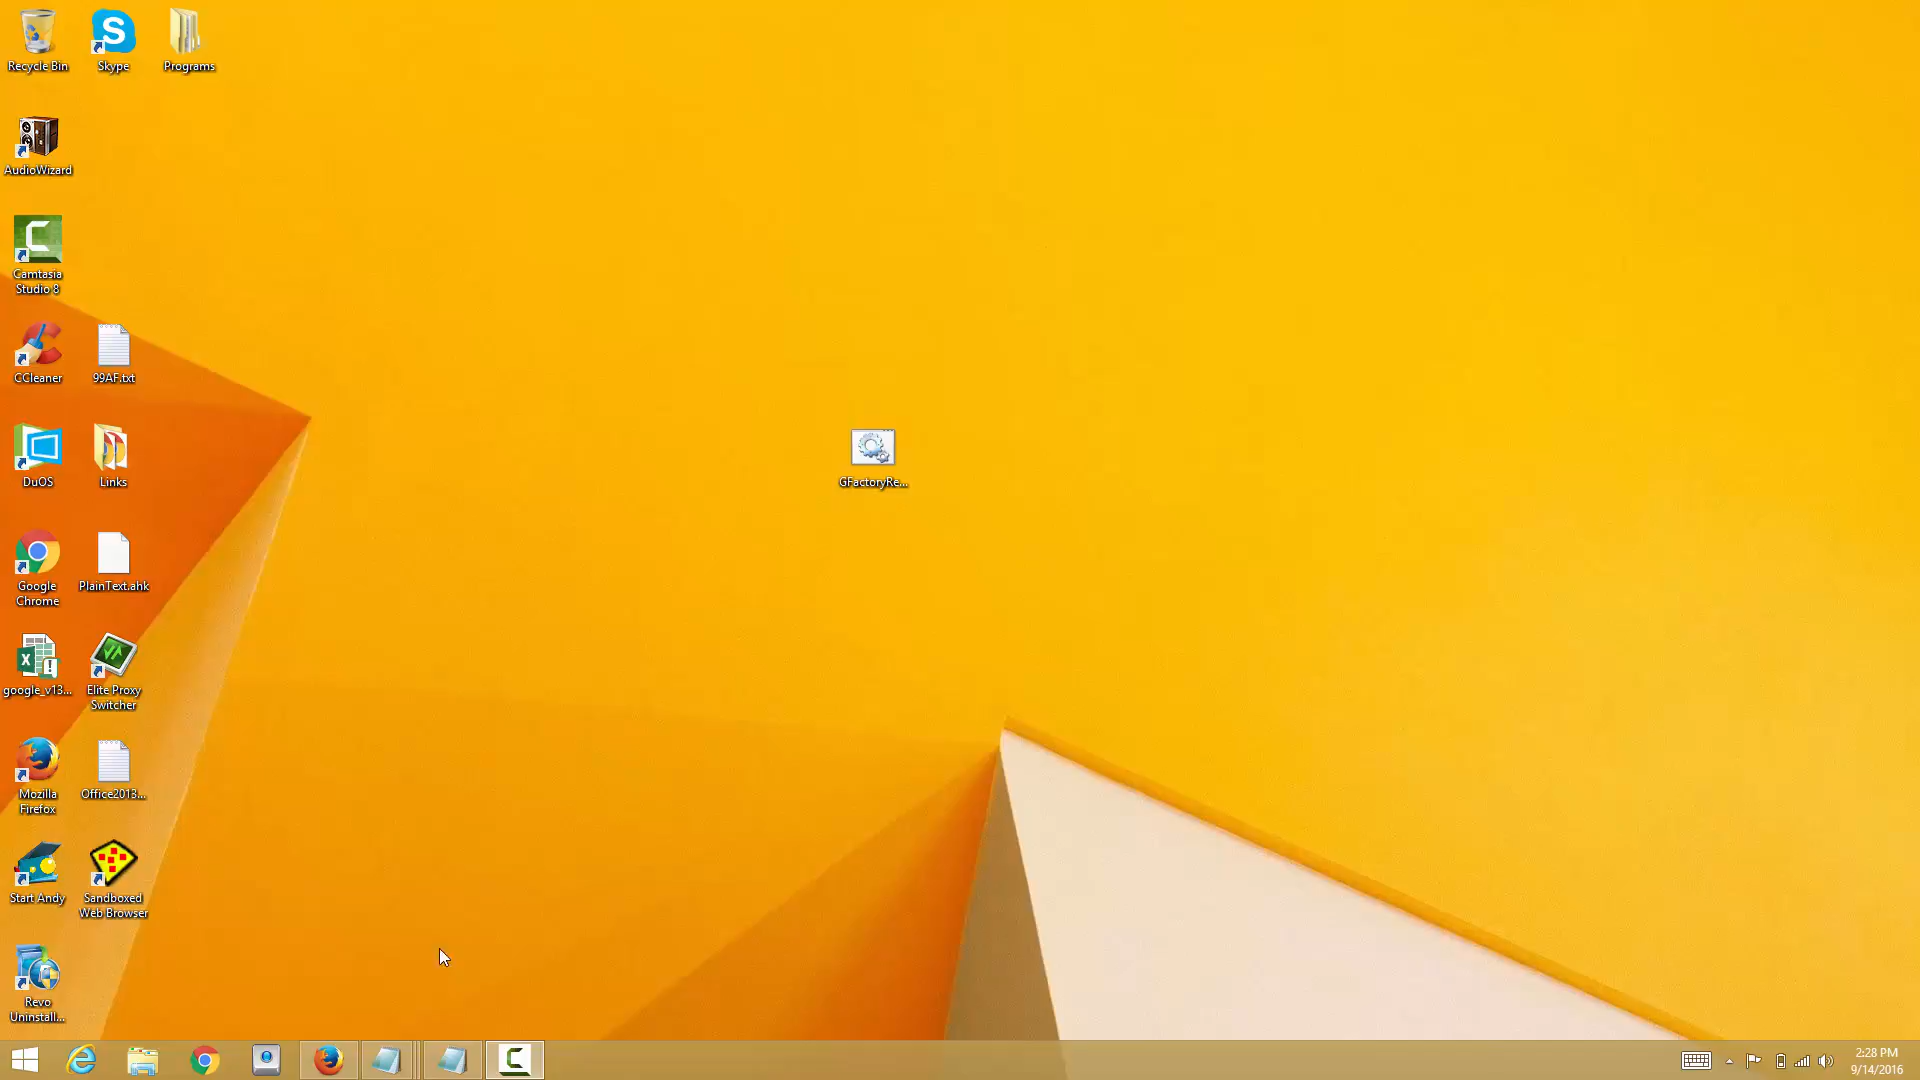 Recycle Bin
Skype
Programs
AudioWizard
Camtasia
Studio 8
CCleaner
99AF.txt
DuOS
Links
GFactoryRe...
Google
Chrome
PlainText.ahk
google_v13...
Elite Proxy
Switcher
Mozilla
Firefox
Office2013...
Start Andy
Sandboxed
Web Browser
Revo
Uninstall...
2:28 PM
9/14/2016